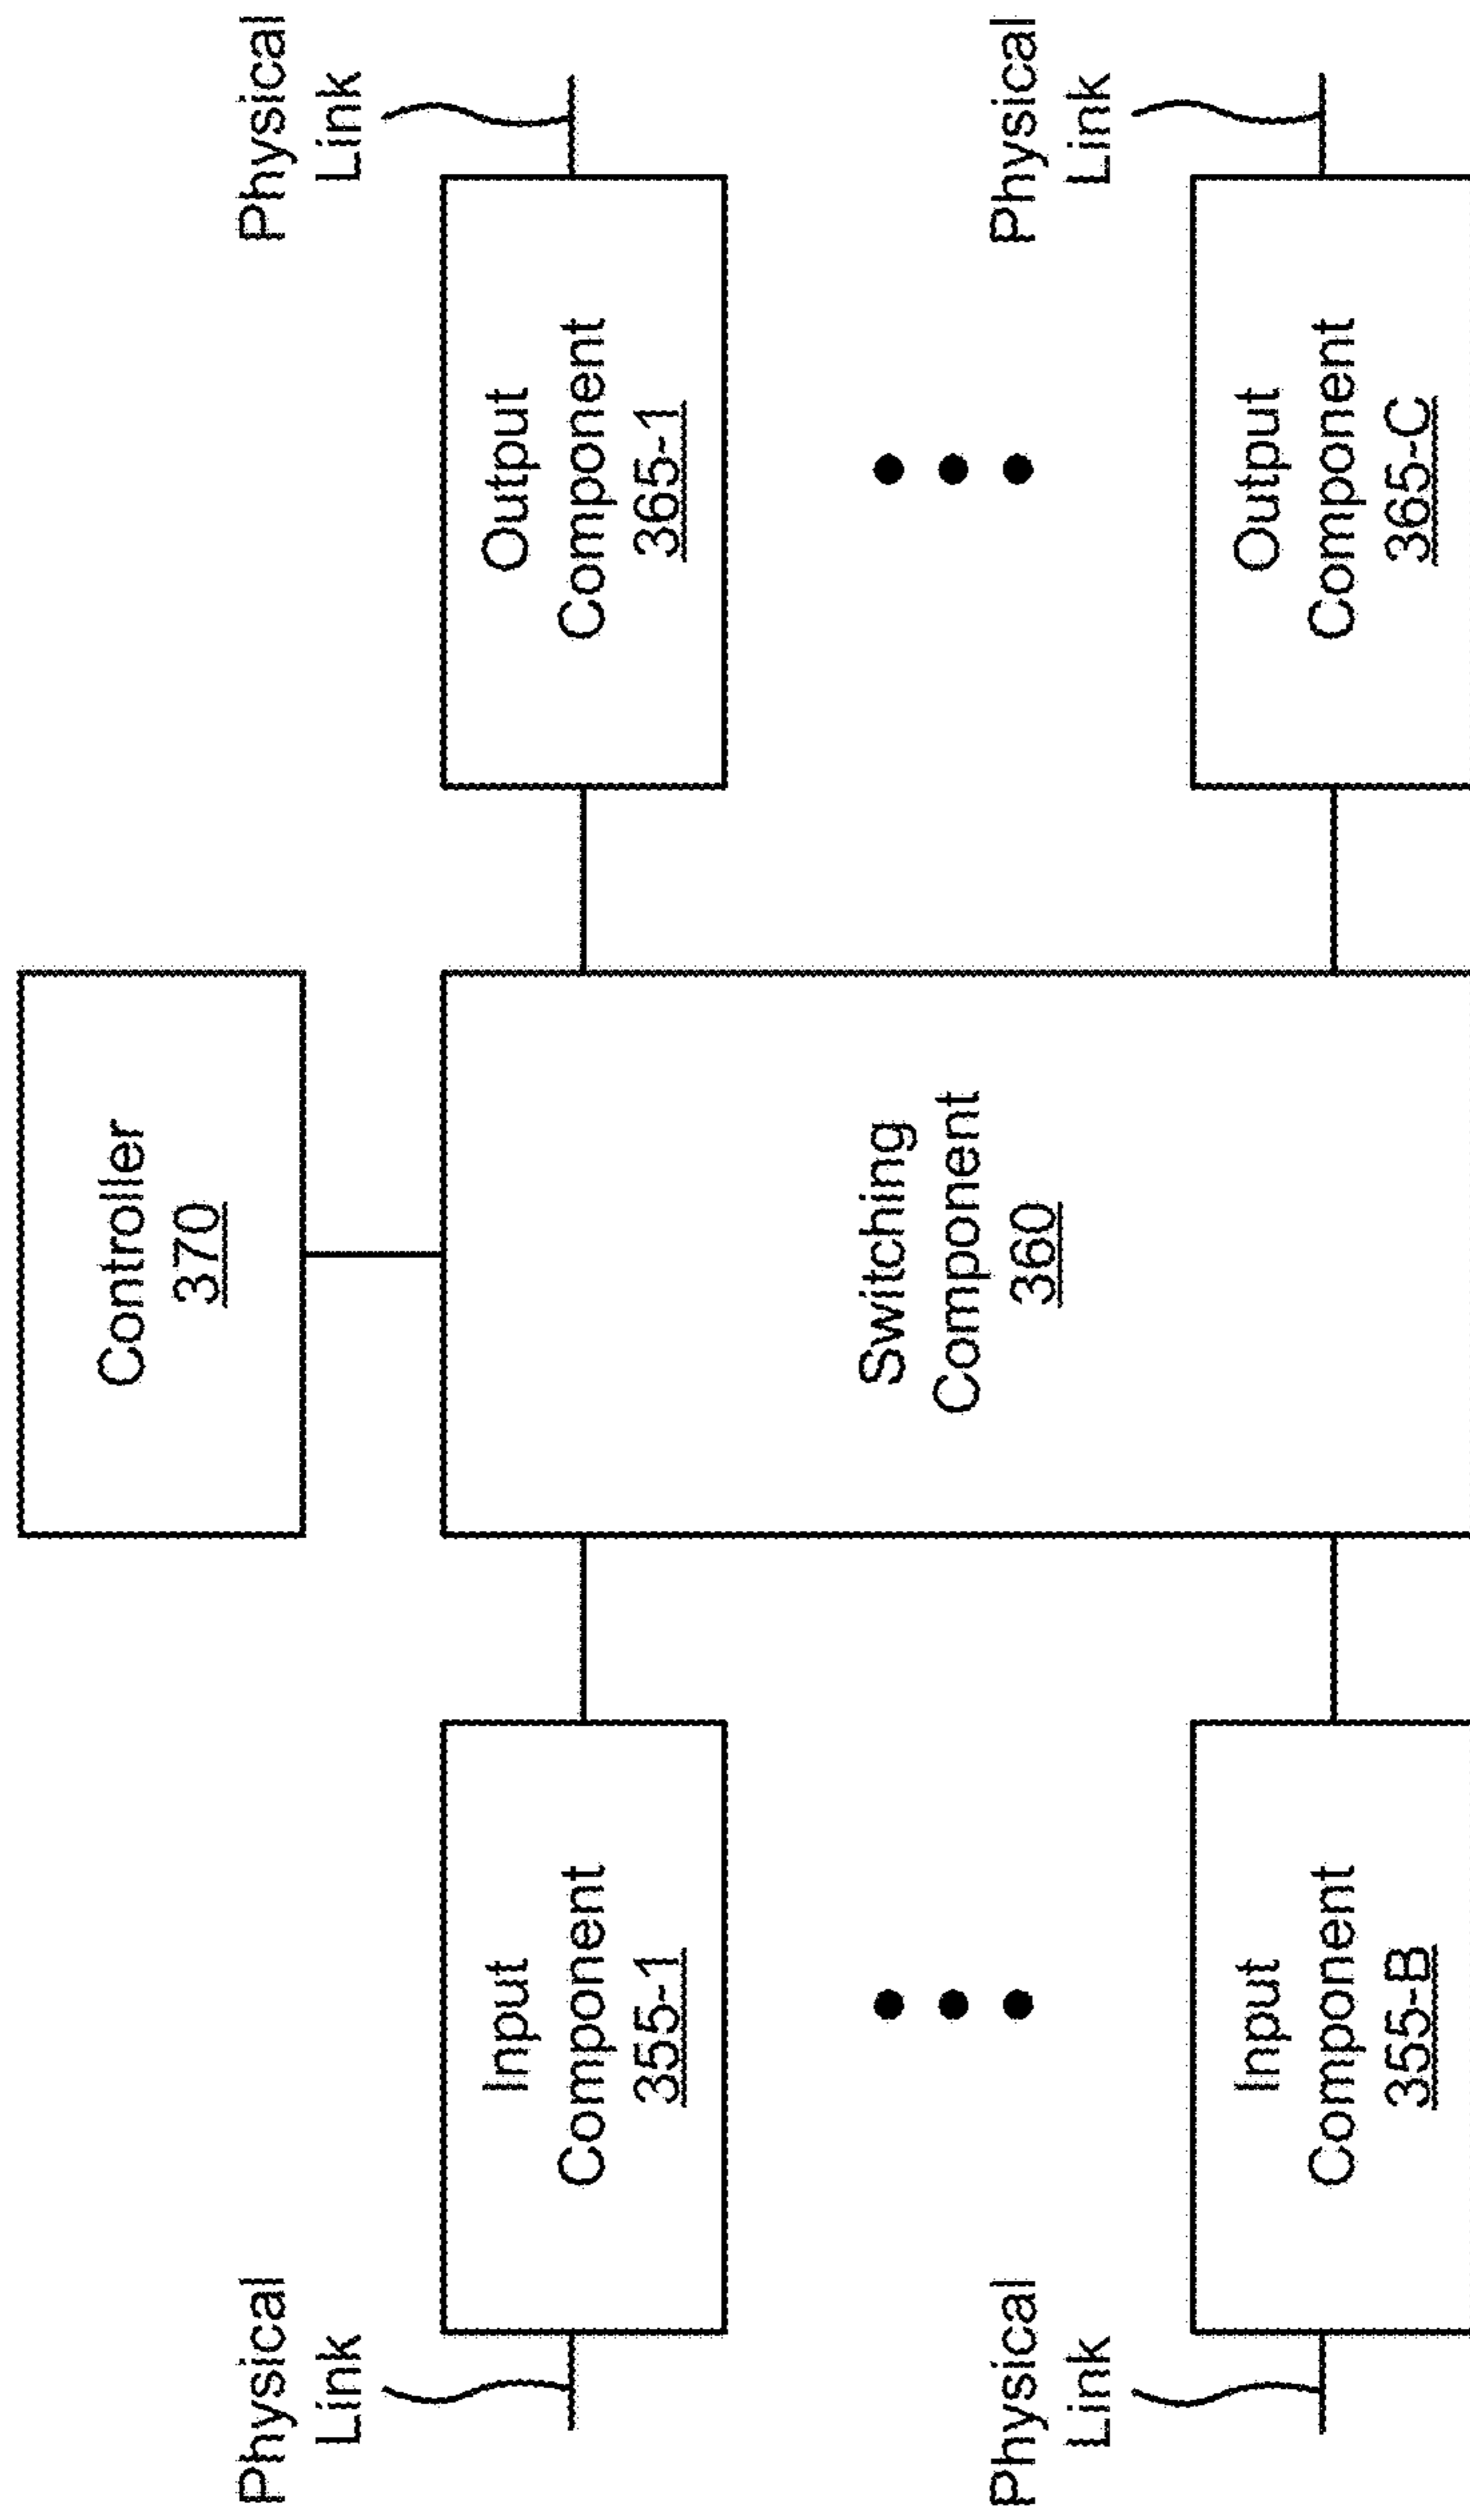 Controller
370
Physical
Link
Input
Component
355-1
Switching
Component
360
Output
Component
365-1
Physical
Link
Physical
Link
Input
Component
355-B
Output
Component
365-C
Physical
Link